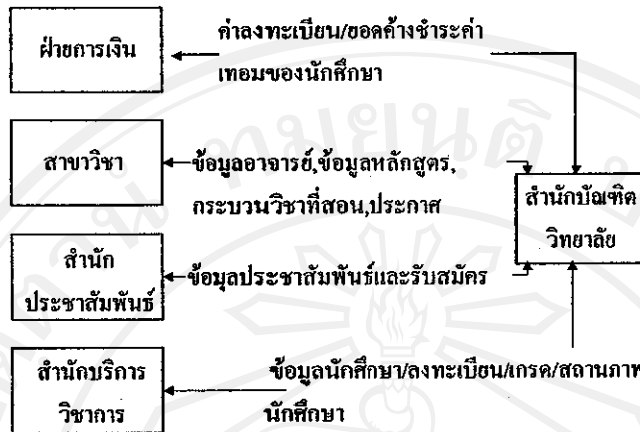 ฝ่ายการเงิน
ค่าลงทะเบียน/ยอดค้างชำระค่า
เทอมของนักศึกษา
สาขาวิชา
ข้อมูลอาจารย์,ข้อมูลหลักสูตร,
กระบวนวิชาที่สอน,ประกาศ
สำนักบัณฑิต
วิทยาลัย
สำนัก
ประชาสัมพันธ์
ข้อมูลประชาสัมพันธ์และรับสมัคร
สำนักบริการ
วิชาการ
ข้อมูลนักศึกษา/ลงทะเบียน/เกรด/สถานภาพ
นักศึกษา